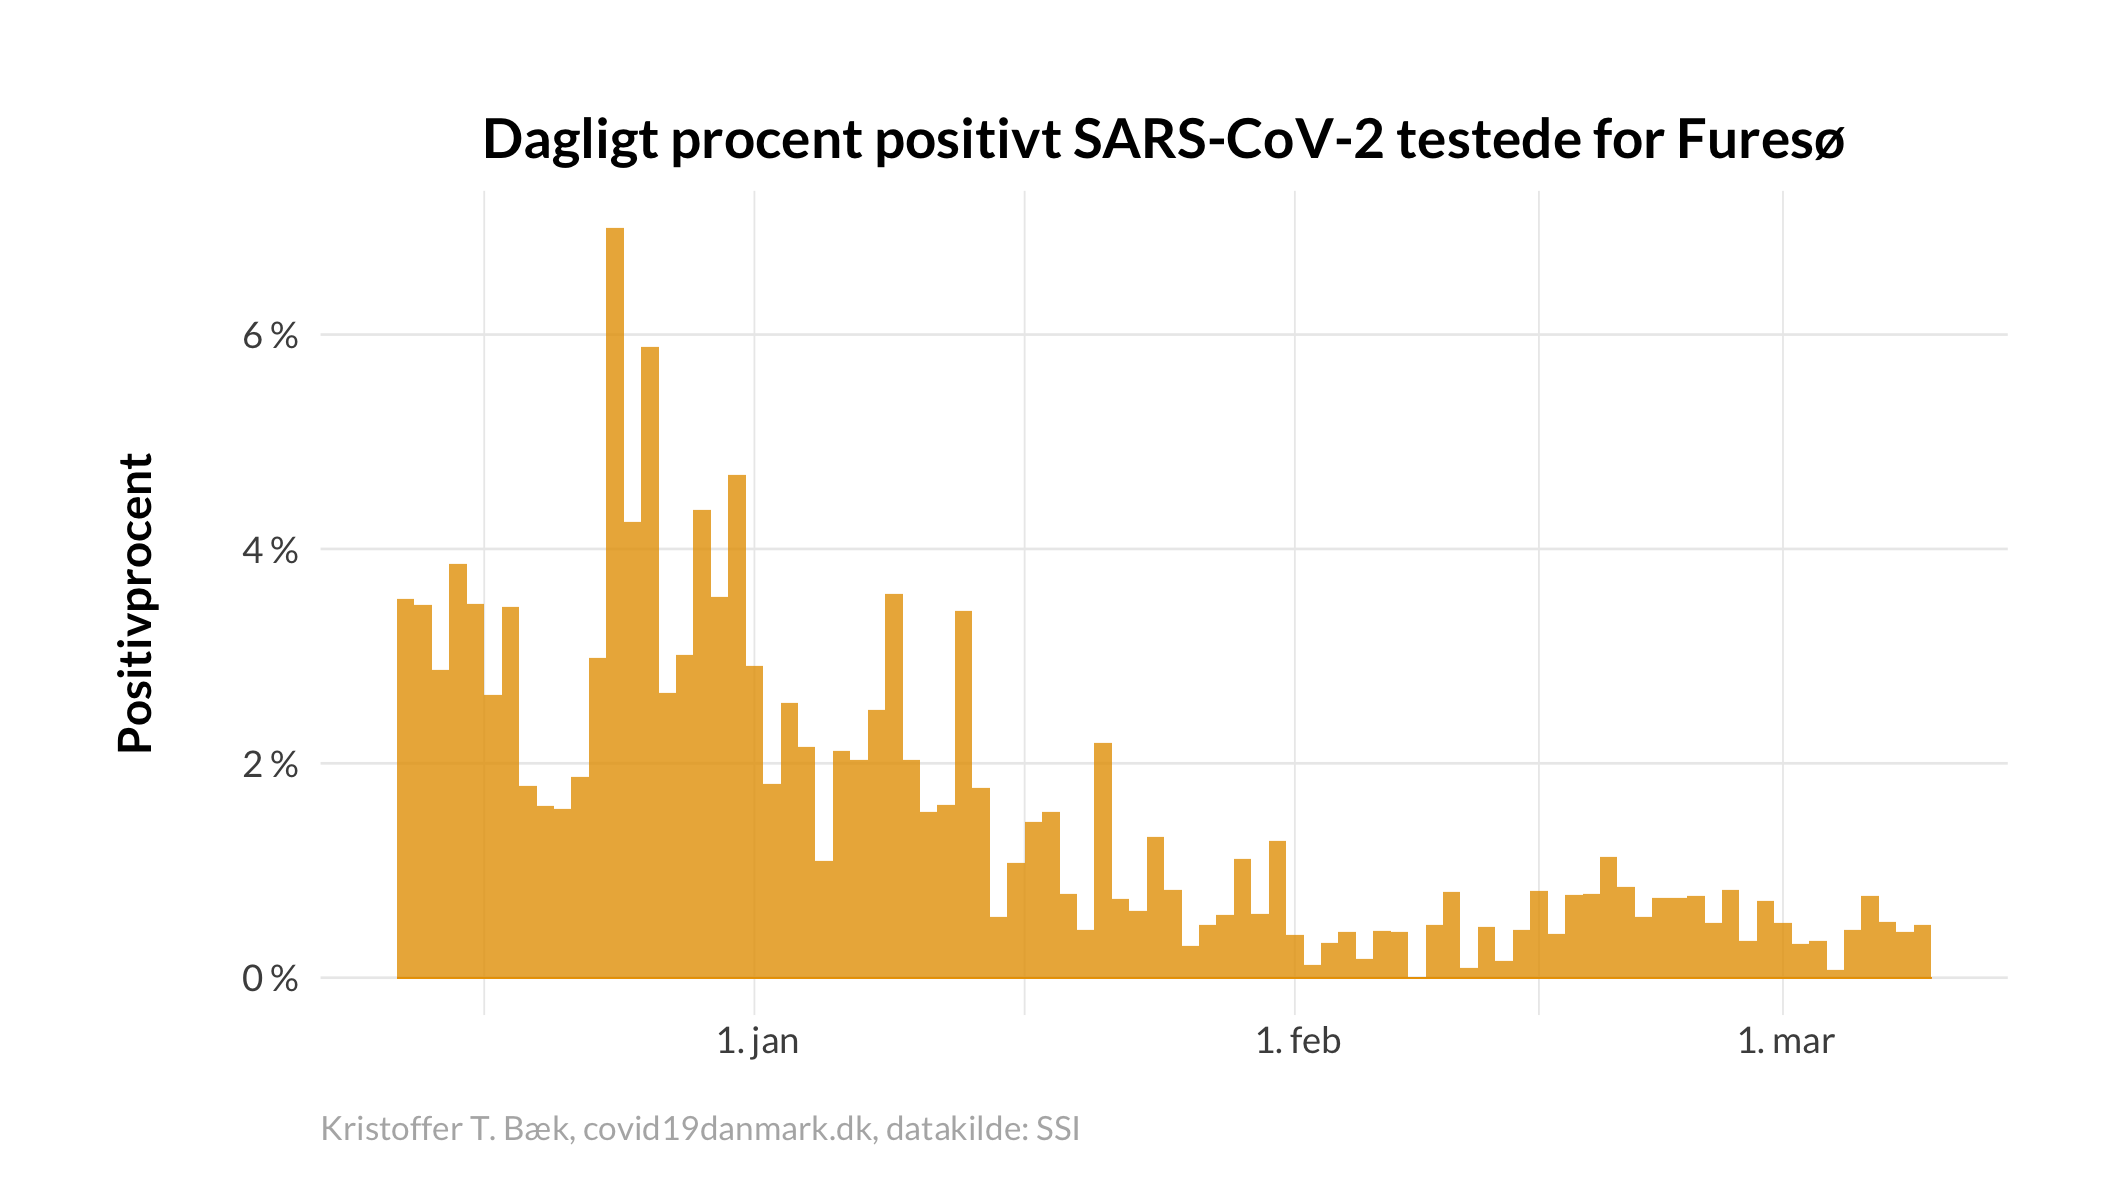 Dagligt procent positivt SARS-CoV-2 testede for Furesø
Positivprocent
6 %
4 %
2 %
0 %
1. jan
1. feb
1. mar
Kristoffer T. Bæk, covid19danmark.dk, datakilde: SSI